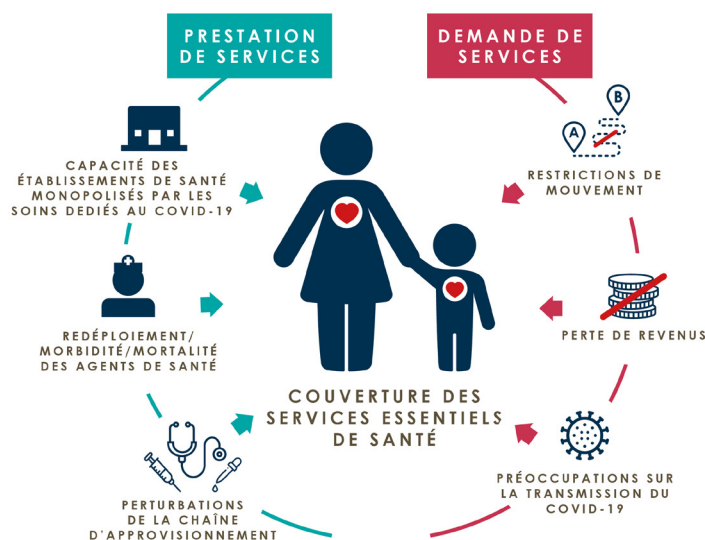 PRESTATION
DE SERVICES
DEMANDE DE
SERVICES
CAPACITÉ DES
ÉTABLISSEMENTS DE SANTÉ
MONOPOLISÉS PAR LES
SOINS DEDIÉS AU COVID-19
REDÉPLOIEMENT/
MORBIDITÉ/MORTALITÉ
DES AGENTS DE SANTÉ
PERTURBATIONS
DE LA CHAÎNE
D'APPROVISIONNEMENT
COUVERTURE DES
SERVICES ESSENTIELS
DE SANTÉ
A
B
RESTRICTIONS DE
MOUVEMENT
PERTE DE REVENUS
PRÉOCCUPATIONS SUR
LA TRANSMISSION DU
COVID-19